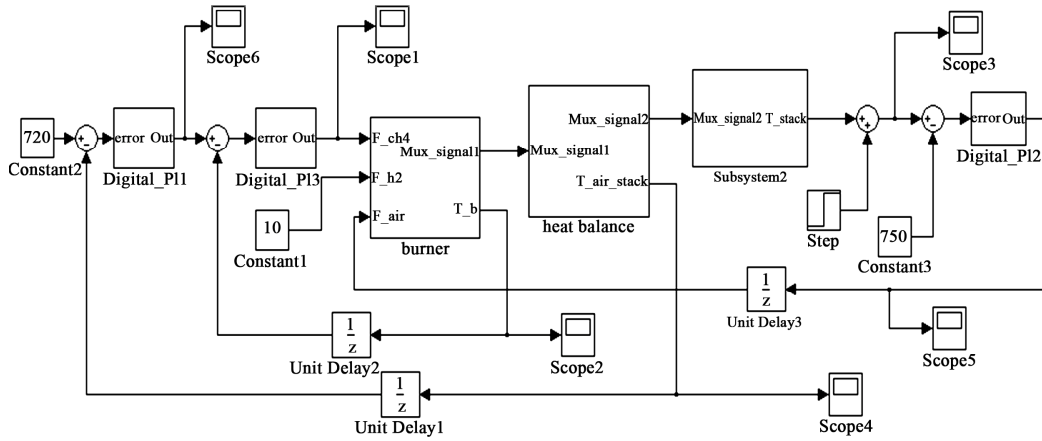 Scope6
Scope1
Scope3
720
+
-
error Out
+
-
error Out
F_ch4
Mux_signal1
F_h2
F_air
T_b
Mux_signal2
Mux_signal1
T_air_stack
Mux_signal2 T_stack
+
+
+
-
error Out
Constant2
Digital_PI1
Digital_PI3
burner
heat balance
Subsystem2
Digital_PI2
10
Constant1
Step
750
Constant3
1
z
Unit Delay3
Scope5
1
z
Unit Delay2
Scope2
1
z
Unit Delay1
Scope4